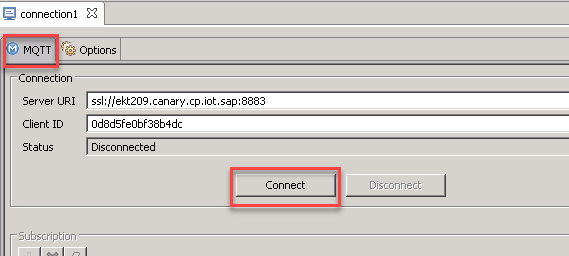 connection1
MQTT Options
Connection
Server URI ssl://ekt209.canary.cp.iot.sap:8883
Client ID 0d8d5fe0bf38b4dc
Status Disconnected
Connect Disconnect
Subscription